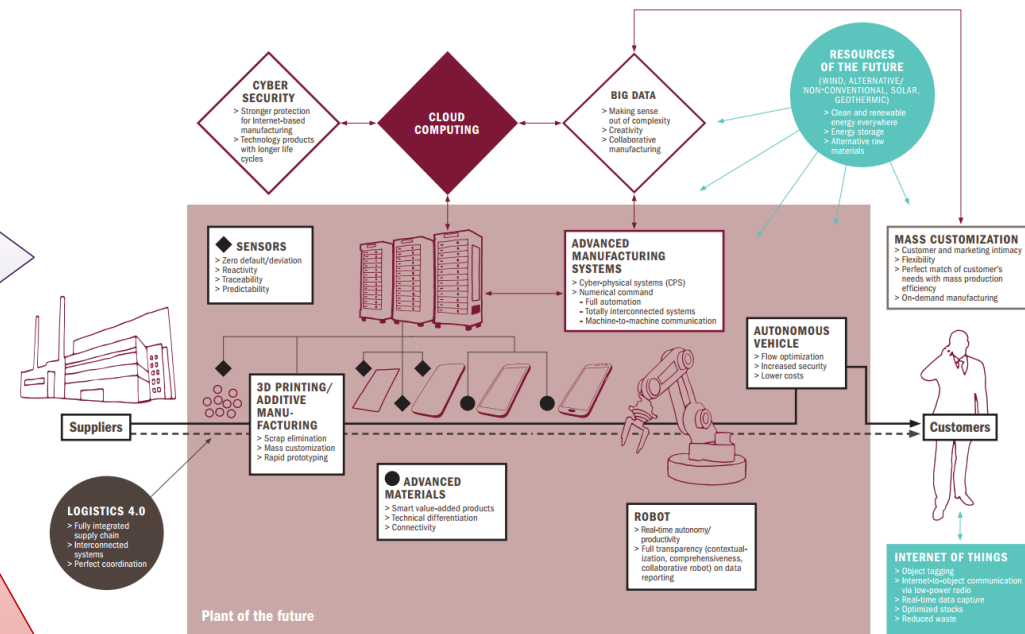 CYBER
SECURITY
> Stronger protection
for Internet-based
manufacturing
> Technology products
with longer life
cycles
CLOUD
COMPUTING
BIG DATA
> Making sense
out of complexity
> Creativity
> Collaborative
manufacturing
RESOURCES
OF THE FUTURE
(WIND, ALTERNATIVE/
NON-CONVENTIONAL, SOLAR,
GEOTHERMIC)
> Clean and renewable
energy everywhere
> Energy storage
> Alternative raw
materials
SENSORS
> Zero default/deviation
> Reactivity
> Traceability
> Predictability
ADVANCED
MANUFACTURING
SYSTEMS
> Cyber-physical systems (CPS)
> Numerical command
- Full automation
- Totally interconnected systems
- Machine-to-machine communication
MASS CUSTOMIZATION
> Customer and marketing intimacy
> Flexibility
> Perfect match of customer's
needs with mass production
efficiency
> On-demand manufacturing
AUTONOMOUS
VEHICLE
> Flow optimization
> Increased security
> Lower costs
3D PRINTING/
ADDITIVE
MANU-
FACTURING
> Scrap elimination
> Mass customization
> Rapid prototyping
Suppliers
Customers
ADVANCED
MATERIALS
> Smart value-added products
> Technical differentiation
> Connectivity
LOGISTICS 4.0
> Fully integrated
supply chain
> Interconnected
systems
> Perfect coordination
ROBOT
> Real-time autonomy/
productivity
> Full transparency (contextual-
ization, comprehensiveness,
collaborative robot) on data
reporting
INTERNET OF THINGS
> Object tagging
> Internet-to-object communication
via low-power radio
> Real-time data capture
> Optimized stocks
> Reduced waste
Plant of the future